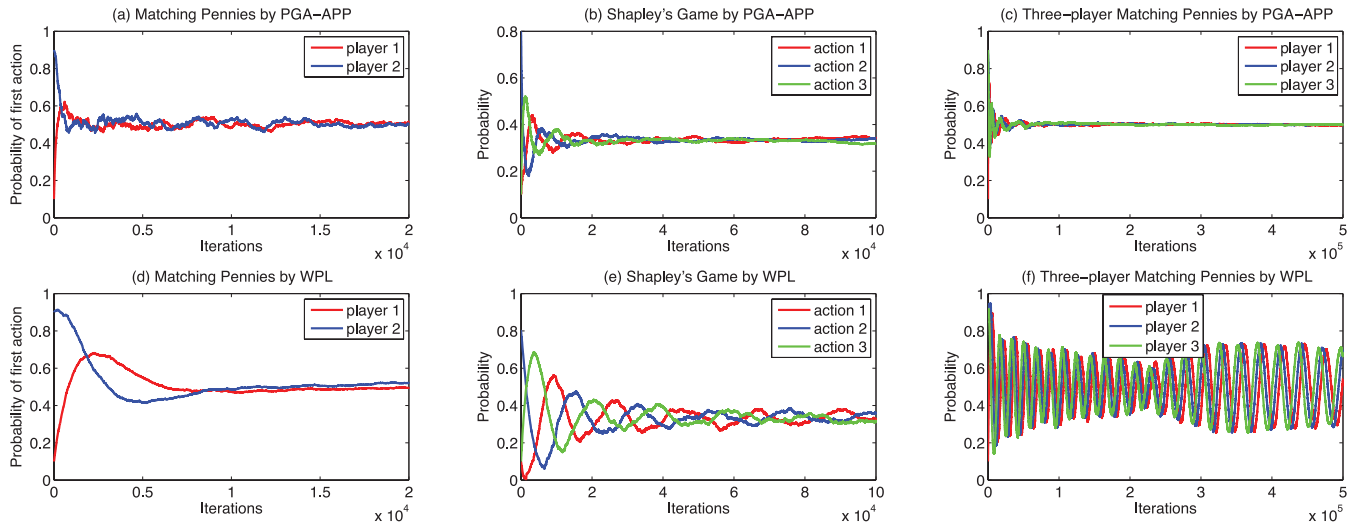 (a) Matching Pennies by PGA−APP
Probability of first action
1
0.8
0.6
0.4
0.2
0
player 1
player 2
0 0.5 1 1.5 2
Iterations
x 10^4
(b) Shapley's Game by PGA−APP
Probability
0.8
0.6
0.4
0.2
0
action 1
action 2
action 3
0 2 4 6 8 10
Iterations
x 10^4
(c) Three−player Matching Pennies by PGA−APP
Probability
1
0.8
0.6
0.4
0.2
0
player 1
player 2
player 3
0 1 2 3 4 5
Iterations
x 10^5
(d) Matching Pennies by WPL
Probability of first action
1
0.8
0.6
0.4
0.2
0
player 1
player 2
0 0.5 1 1.5 2
Iterations
x 10^4
(e) Shapley's Game by WPL
Probability
1
0.8
0.6
0.4
0.2
0
action 1
action 2
action 3
0 2 4 6 8 10
Iterations
x 10^4
(f) Three−player Matching Pennies by WPL
Probability
1
0.8
0.6
0.4
0.2
0
player 1
player 2
player 3
0 1 2 3 4 5
Iterations
x 10^5